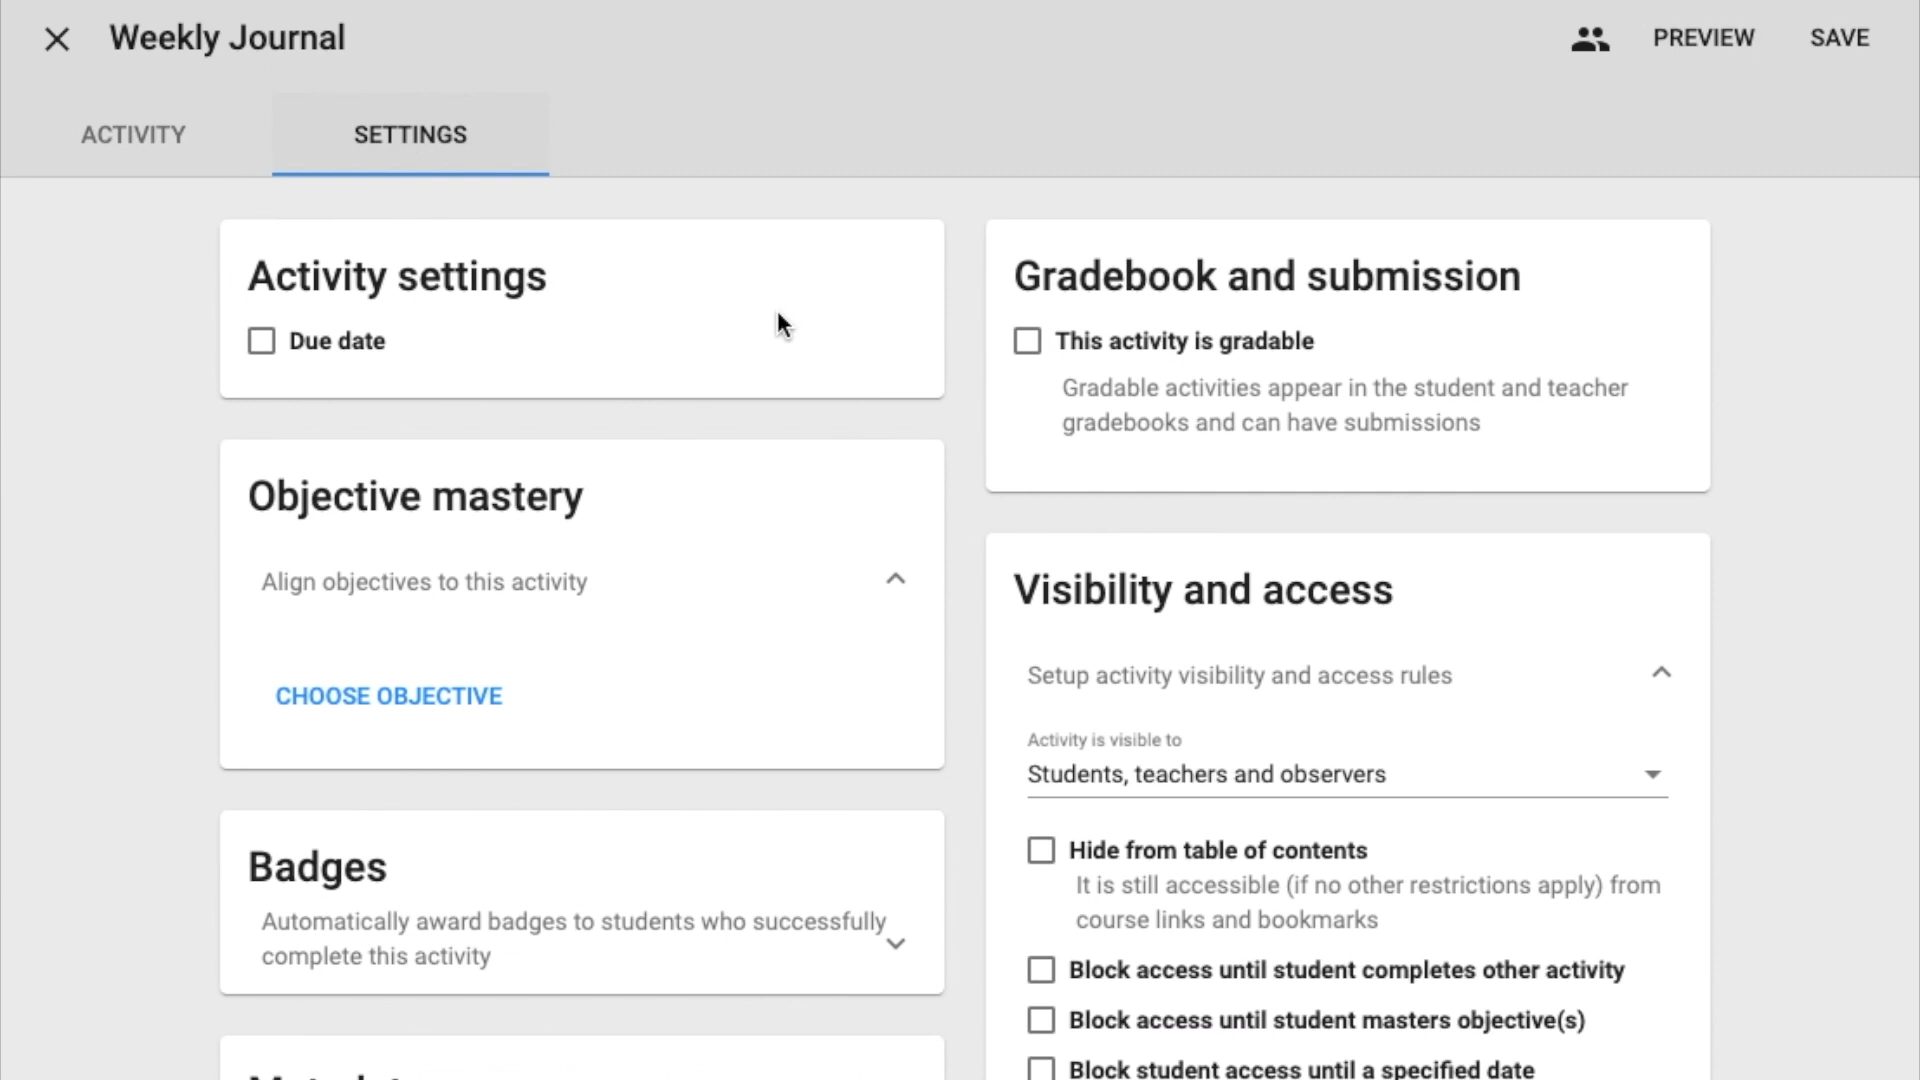 Weekly Journal
PREVIEW
SAVE
ACTIVITY
SETTINGS
Activity settings
Due date
Objective mastery
Align objectives to this activity
CHOOSE OBJECTIVE
Badges
Automatically award badges to students who successfully
complete this activity
Gradebook and submission
This activity is gradable
Gradable activities appear in the student and teacher
gradebooks and can have submissions
Visibility and access
Setup activity visibility and access rules
Activity is visible to
Students, teachers and observers
Hide from table of contents
It is still accessible (if no other restrictions apply) from
course links and bookmarks
Block access until student completes other activity
Block access until student masters objective(s)
Block student access until a specified date